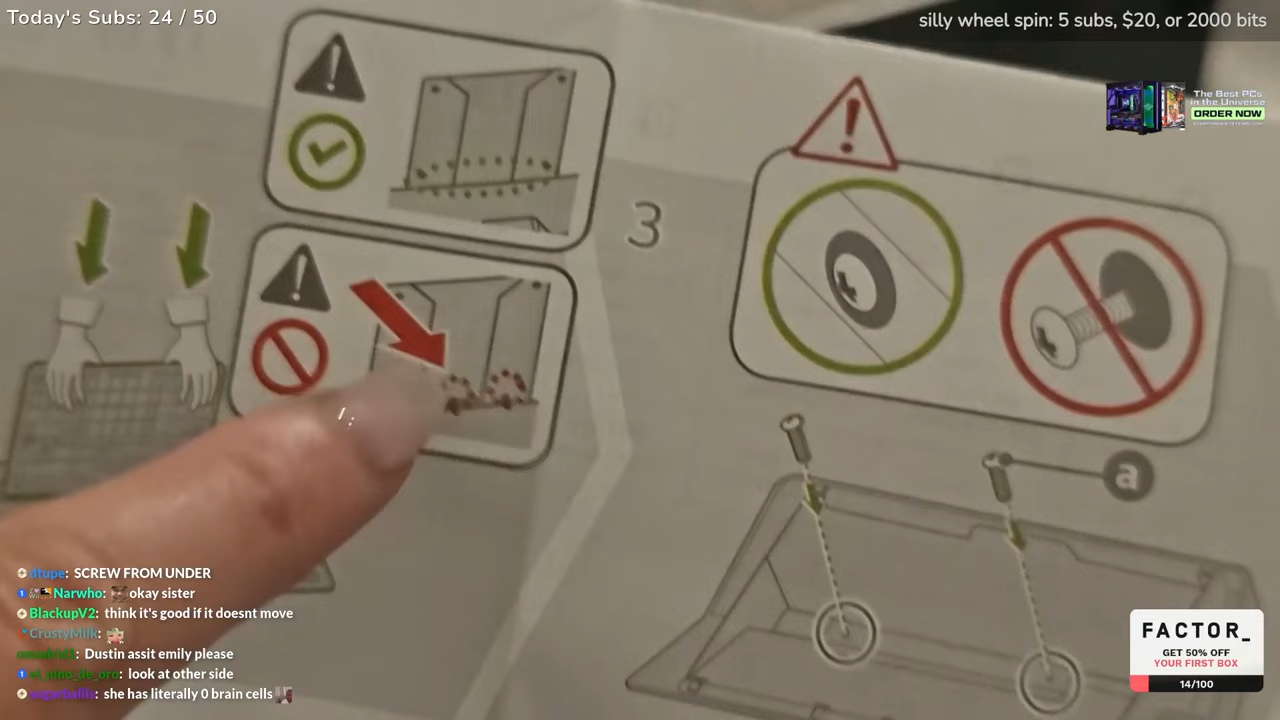 Today's Subs: 24 / 50
silly wheel spin: 5 subs, $20, or 2000 bits
The Best PCs
in the Universe
ORDER NOW
3
a
dtupe: SCREW FROM UNDER
Narwho: okay sister
BlackupV2: think it's good if it doesnt move
CrustyMilk:
Dustin assit emily please
el_nino_de_oro: look at other side
she has literally 0 brain cells
FACTOR_
GET 50% OFF
YOUR FIRST BOX
14/100